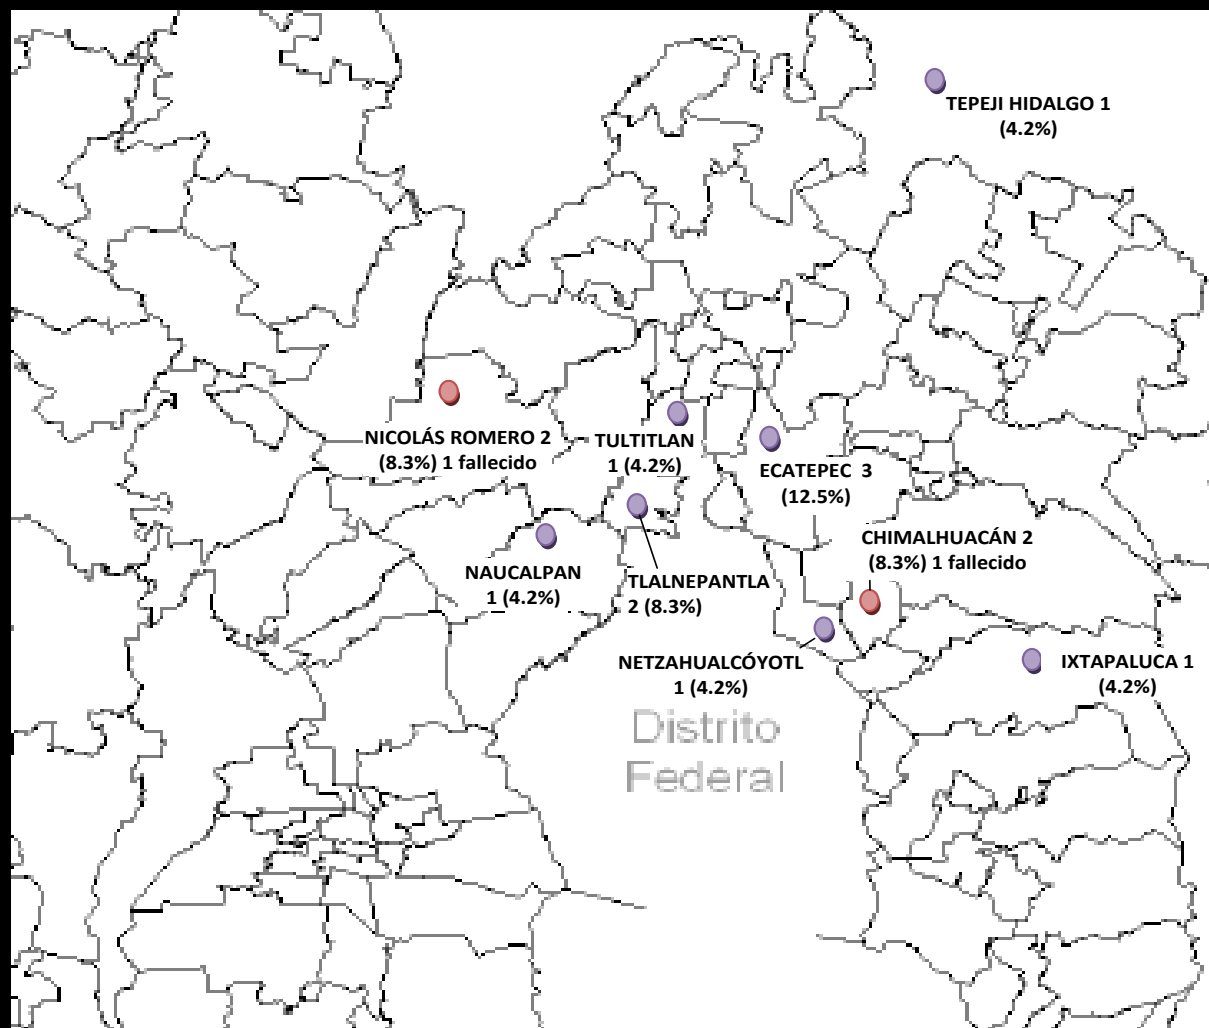 TEPEJI HIDALGO 1
(4.2%)
NICOLÁS ROMERO 2
(8.3%) 1 fallecido
TULTITLAN
1 (4.2%)
ECATEPEC 3
(12.5%)
CHIMALHUACÁN 2
(8.3%) 1 fallecido
NAUCALPAN
1 (4.2%)
TLALNEPANTLA
2 (8.3%)
NETZAHUALCÓYOTL
1 (4.2%)
IXTAPALUCA 1
(4.2%)
Distrito
Federal